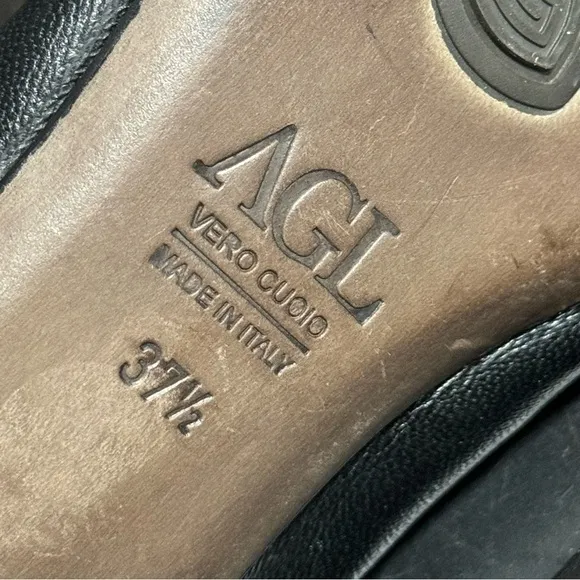 AGL
VERO CUOIO
MADE IN ITALY
37½